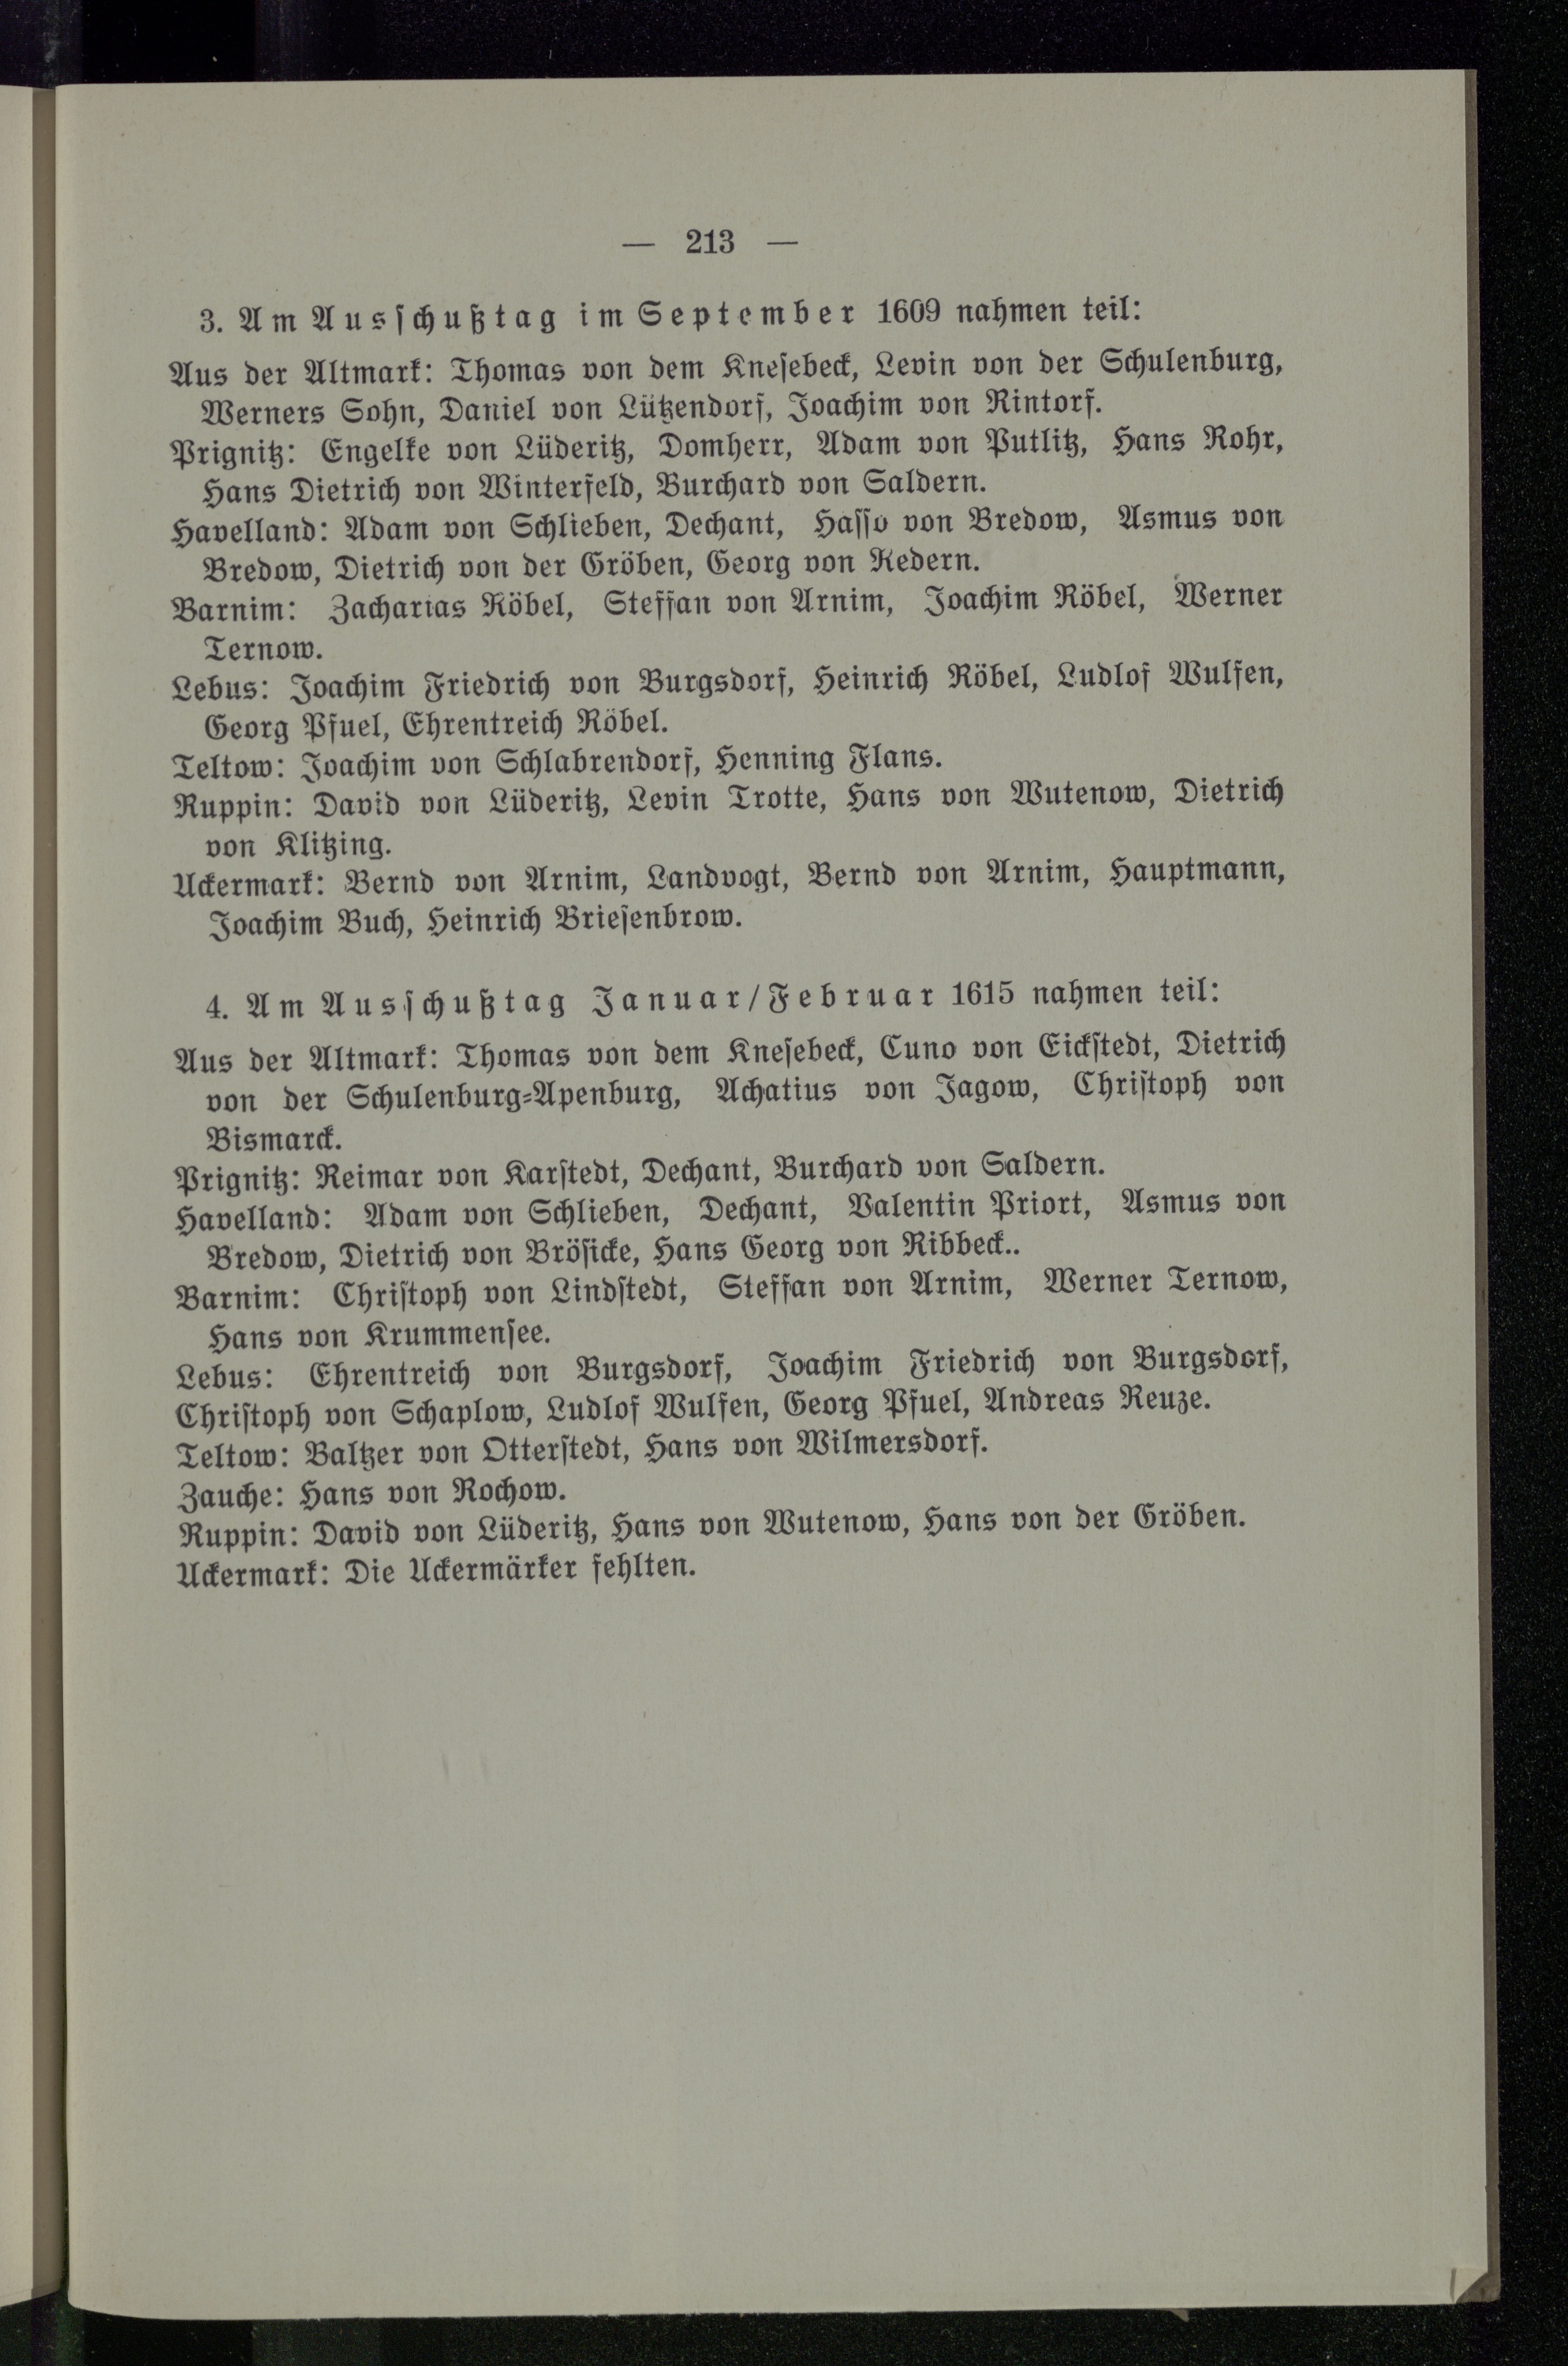 — 213 —
3. Am Ausschußtag im September 1609 nahmen teil:
Aus der Altmark: Thomas von dem Knesebeck, Levin von der Schulenburg,
Werners Sohn, Daniel von Lützendorf, Joachim von Rintorf.
Prignitz: Engelke von Lüderitz, Domherr, Adam von Putlitz, Hans Rohr,
Hans Dietrich von Winterfeld, Burchard von Saldern.
Havelland: Adam von Schlieben, Dechant, Hasso von Bredow, Asmus von
Bredow, Dietrich von der Gröben, Georg von Redern.
Barnim: Zacharias Röbel, Steffan von Arnim, Joachim Röbel, Werner
Ternow.
Lebus: Joachim Friedrich von Burgsdorf, Heinrich Röbel, Ludlof Wulfen,
Georg Pfuel, Ehrentreich Röbel.
Teltow: Joachim von Schlabrendorf, Henning Flans.
Ruppin: David von Lüderitz, Levin Trotte, Hans von Wutenow, Dietrich
von Klitzing.
Uckermark: Bernd von Arnim, Landvogt, Bernd von Arnim, Hauptmann,
Joachim Buch, Heinrich Briesenbrow.
4. Am Ausschußtag Januar/Februar 1615 nahmen teil:
Aus der Altmark: Thomas von dem Knesebeck, Cuno von Eickstedt, Dietrich
von der Schulenburg-Apenburg, Achatius von Jagow, Christoph von
Bismarck.
Prignitz: Reimar von Karstedt, Dechant, Burchard von Saldern.
Havelland: Adam von Schlieben, Dechant, Valentin Priort, Asmus von
Bredow, Dietrich von Brösicke, Hans Georg von Ribbeck..
Barnim: Christoph von Lindstedt, Steffan von Arnim, Werner Ternow,
Hans von Krummensee.
Lebus: Ehrentreich von Burgsdorf, Joachim Friedrich von Burgsdorf,
Christoph von Schaplow, Ludlof Wulfen, Georg Pfuel, Andreas Reuze.
Teltow: Baltzer von Otterstedt, Hans von Wilmersdorf.
Zauche: Hans von Rochow.
Ruppin: David von Lüderitz, Hans von Wutenow, Hans von der Gröben.
Uckermark: Die Uckermärker fehlten.